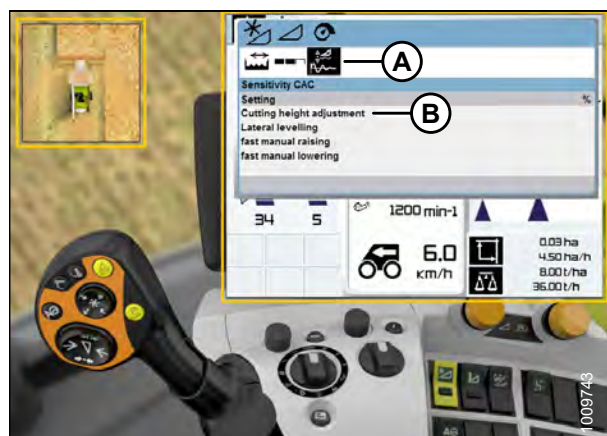 A
Sensitivity CAC
Setting %
Cutting height adjustment
B
Lateral levelling
fast manual raising
fast manual lowering
34 5
1200 min-1
6.0
km/h
0.03 ha
4.50 ha/h
8.00 t/ha
36.00 t/h
1009743